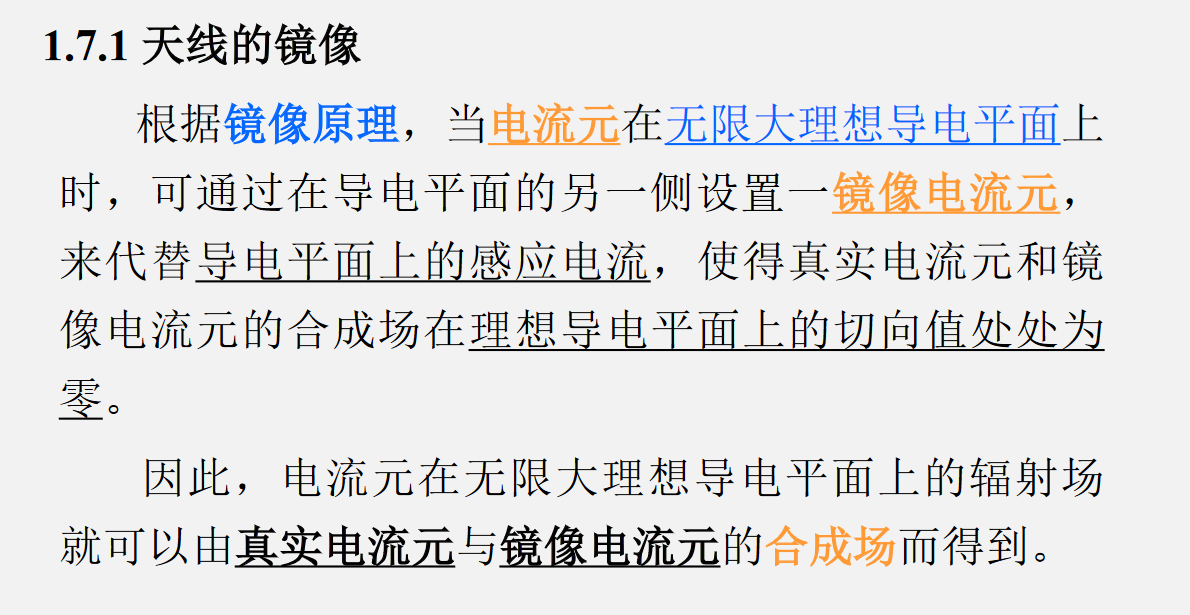 1.7.1 天线的镜像
根据镜像原理，当电流元在无限大理想导电平面上
时，可通过在导电平面的另一侧设置一镜像电流元，
来代替导电平面上的感应电流，使得真实电流元和镜
像电流元的合成场在理想导电平面上的切向值处处为
零。
因此，电流元在无限大理想导电平面上的辐射场
就可以由真实电流元与镜像电流元的合成场而得到。